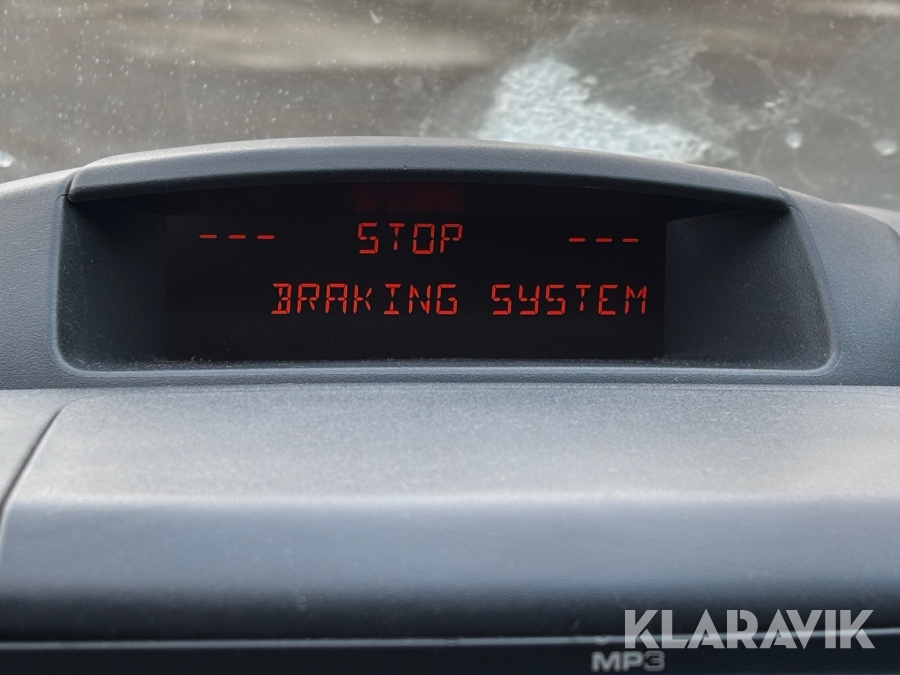 --- STOP ---
BRAKING SYSTEM
KLARAVIK
MP3